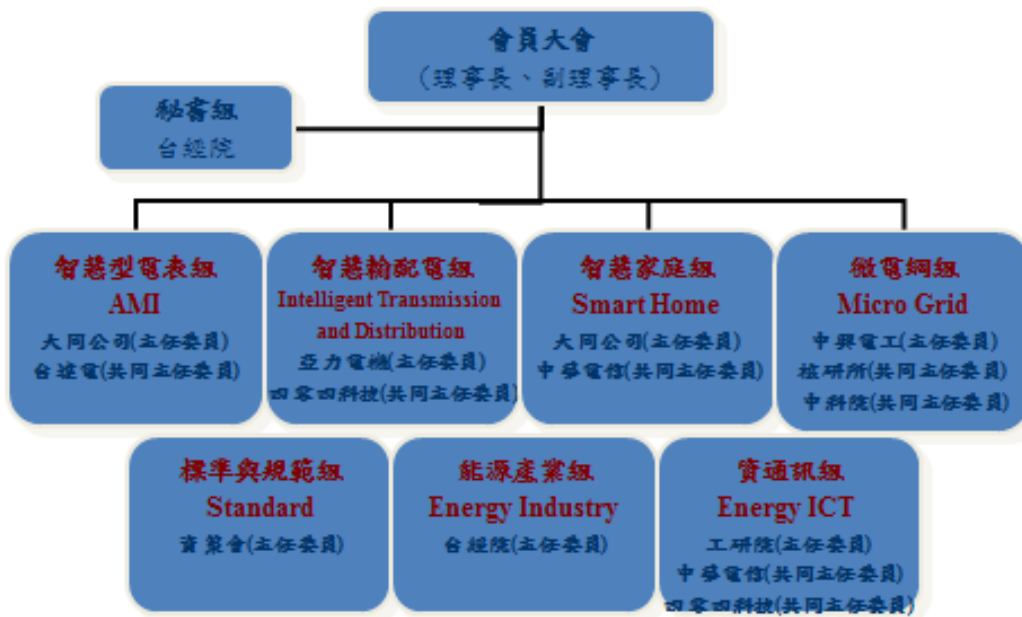 會員大會
(理事長、副理事長)
秘書組
台經院
智慧型電表組
AMI
大同公司(主任委員)
台達電(共同主任委員)
智慧輸配電組
Intelligent Transmission
and Distribution
亞力電機(主任委員)
四零四科技(共同主任委員)
智慧家庭組
Smart Home
大同公司(主任委員)
中華電信(共同主任委員)
微電網組
Micro Grid
中興電工(主任委員)
核研所(共同主任委員)
中科院(共同主任委員)
標準與規範組
Standard
資策會(主任委員)
能源產業組
Energy Industry
台經院(主任委員)
資通訊組
Energy ICT
工研院(主任委員)
中華電信(共同主任委員)
四零四科技(共同主任委員)